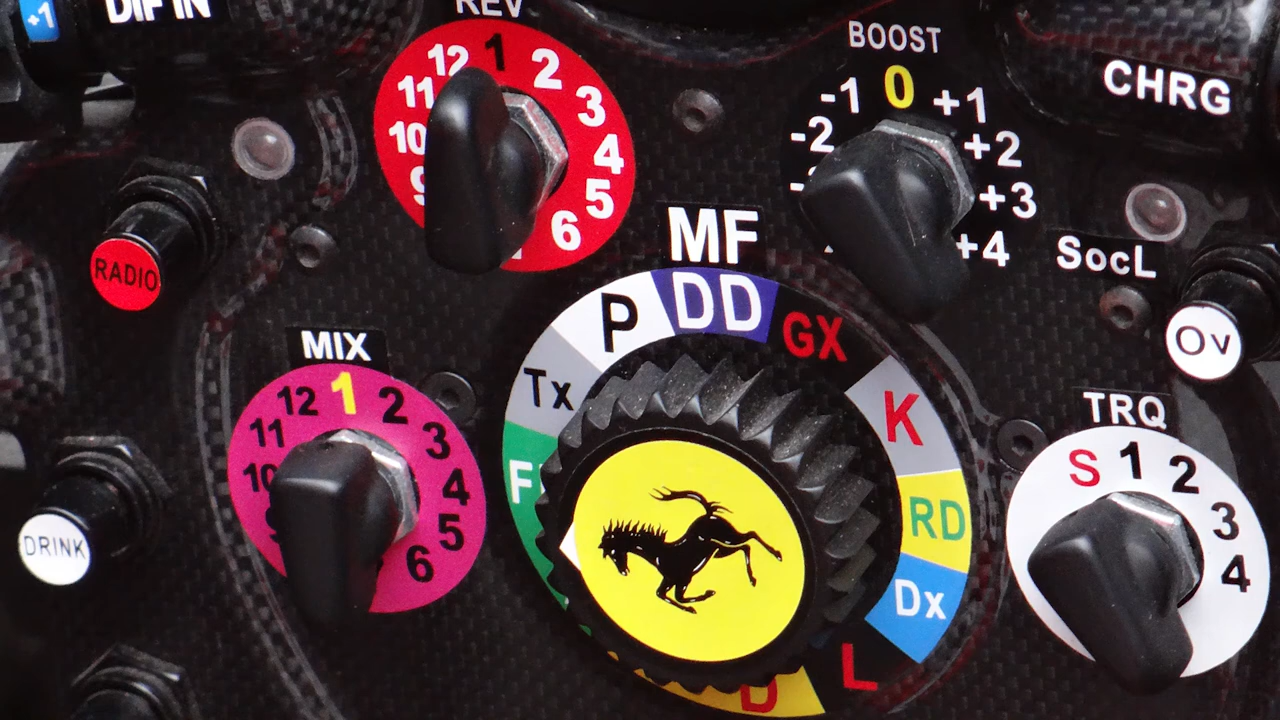 +1
DIF IN
REV
1
2
3
4
5
6
9
10
11
12
BOOST
-2
-1
0
+1
+2
+3
+4
CHRG
RADIO
MF
SocL
Ov
P
DD
GX
K
RD
Dx
L
D
F
Tx
MIX
1
2
3
4
5
6
10
11
12
TRQ
S
1
2
3
4
DRINK